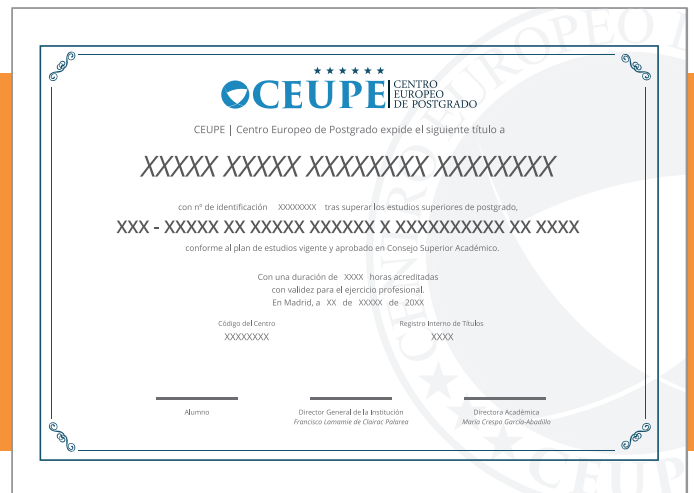 ★ ★ ★ ★ ★ ★
CEUPE
CENTRO
EUROPEO
DE POSTGRADO
CEUPE | Centro Europeo de Postgrado expide el siguiente título a
XXXXX XXXXX XXXXXXXX XXXXXXXX
con nº de identificación XXXXXXXX tras superar los estudios superiores de postgrado,
XXX - XXXXX XX XXXXX XXXXXX X XXXXXXXXXX XX XXXX
conforme al plan de estudios vigente y aprobado en Consejo Superior Académico.
Con una duración de XXXX horas acreditadas
con validez para el ejercicio profesional.
En Madrid, a XX de XXXXX de 20XX
Código del Centro
XXXXXXXX
Registro Interno de Títulos
XXXX
Alumno
Director General de la Institución
Francisco Lamamie de Clairac Palarea
Directora Académica
María Crespo García-Abadillo
CENTRO EUROPEO D
CEUP